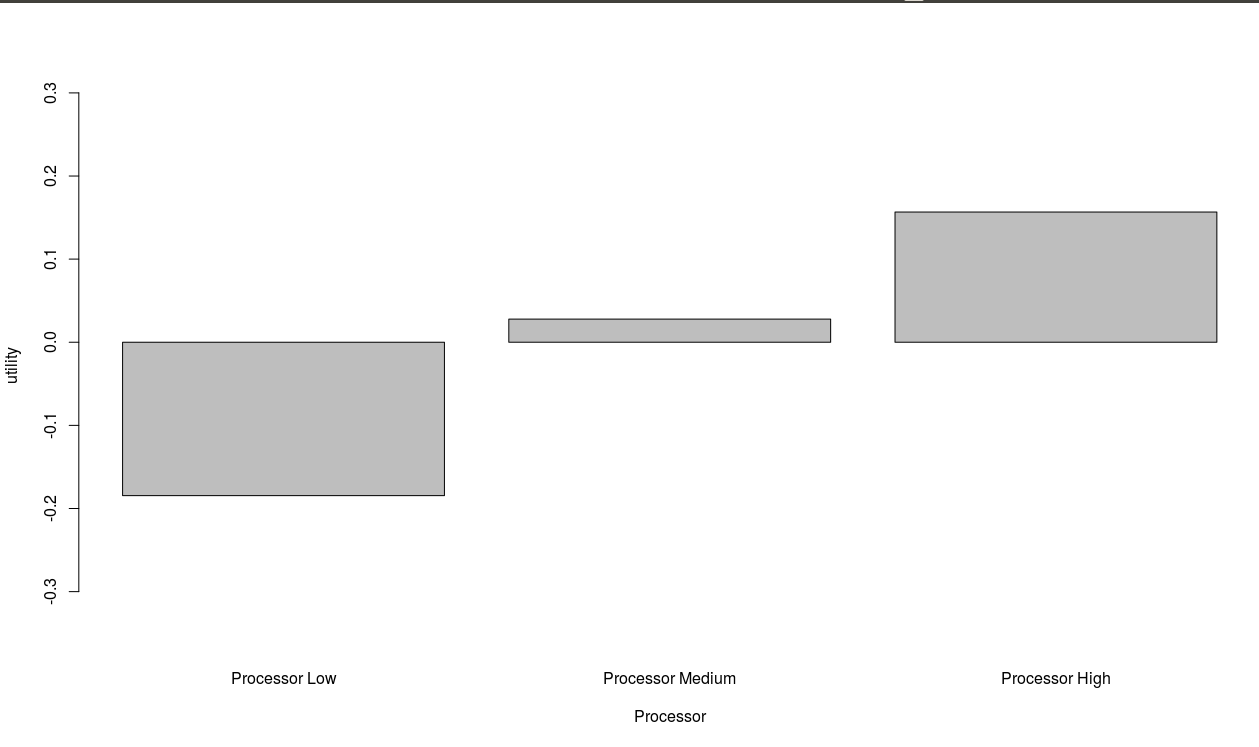 0.3
0.2
0.1
0.0
-0.1
-0.2
-0.3
utility
Processor Low
Processor Medium
Processor High
Processor